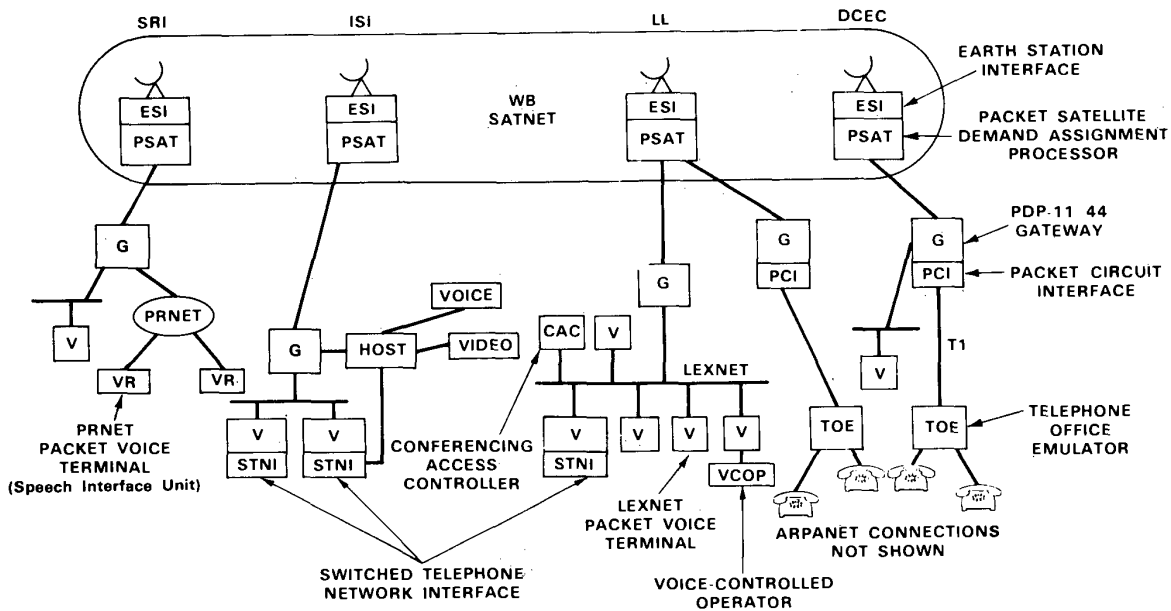 SRI
ISI
LL
DCEC
EARTH STATION
INTERFACE
ESI
ESI
WB
SATNET
ESI
ESI
PSAT
PSAT
PSAT
PSAT
PACKET SATELLITE
DEMAND ASSIGNMENT
PROCESSOR
G
G
PCI
G
PCI
PDP-11 44
GATEWAY
PACKET CIRCUIT
INTERFACE
G
V
PRNET
VR
VR
G
HOST
VOICE
VIDEO
CAC
V
LEXNET
V
T1
PRNET
PACKET VOICE
TERMINAL
(Speech Interface Unit)
V
STNI
V
STNI
CONFERENCING
ACCESS
CONTROLLER
V
STNI
V
V
V
VCOP
TOE
TOE
TELEPHONE
OFFICE
EMULATOR
LEXNET
PACKET VOICE
TERMINAL
ARPANET CONNECTIONS
NOT SHOWN
SWITCHED TELEPHONE
NETWORK INTERFACE
VOICE-CONTROLLED
OPERATOR